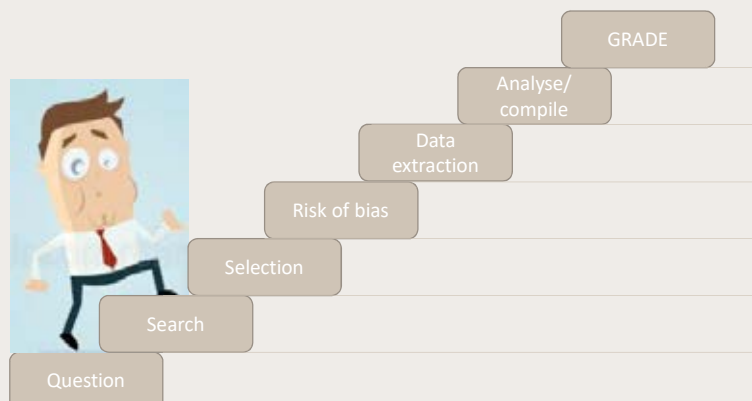 GRADE
Analyse/
compile
Data
extraction
Risk of bias
Selection
Search
Question